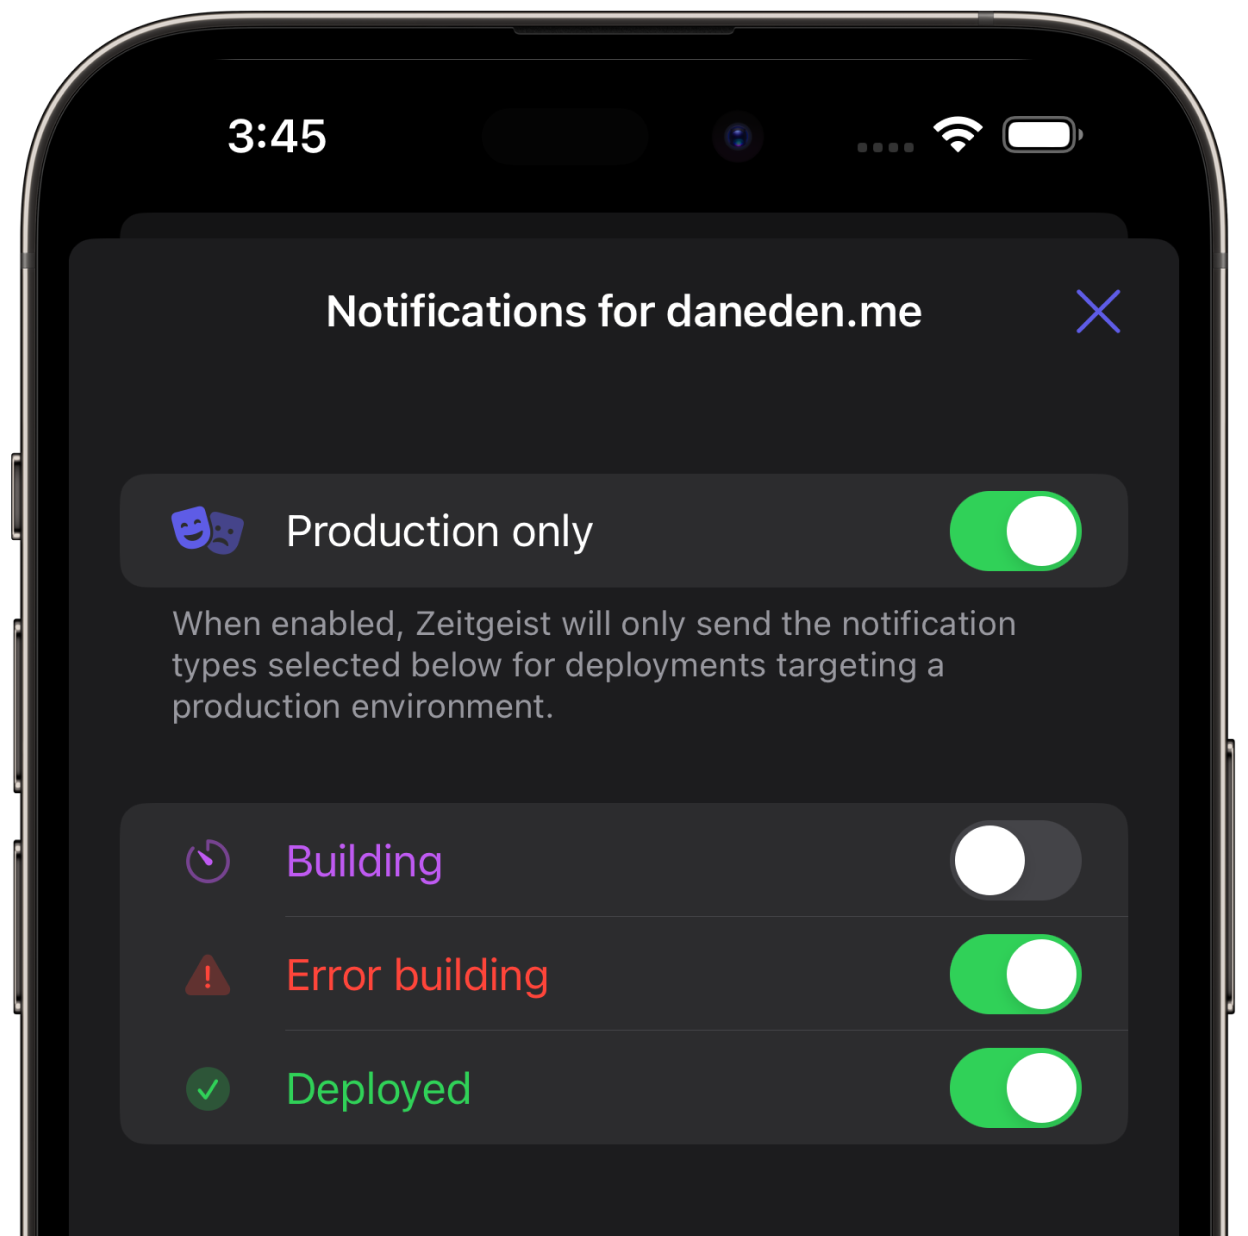 3:45
Notifications for daneden.me
Production only
When enabled, Zeitgeist will only send the notification
types selected below for deployments targeting a
production environment.
Building
Error building
Deployed